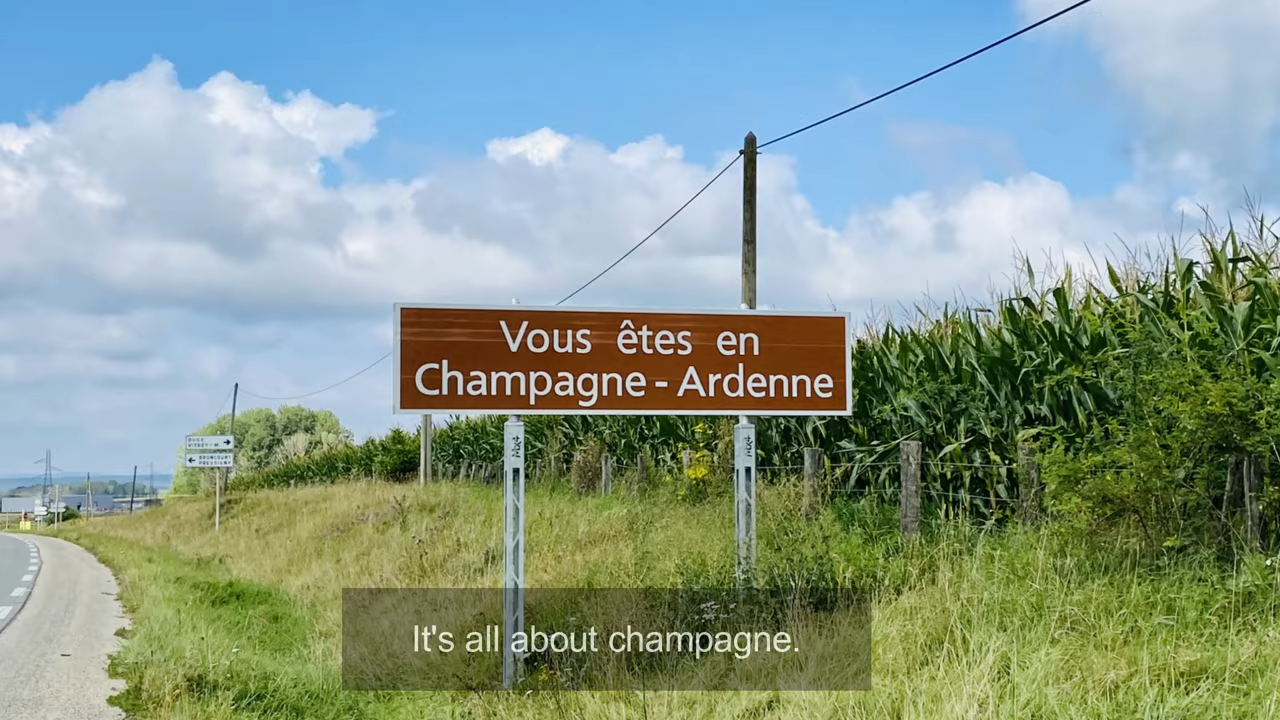 Vous êtes en
Champagne - Ardenne
It's all about champagne.